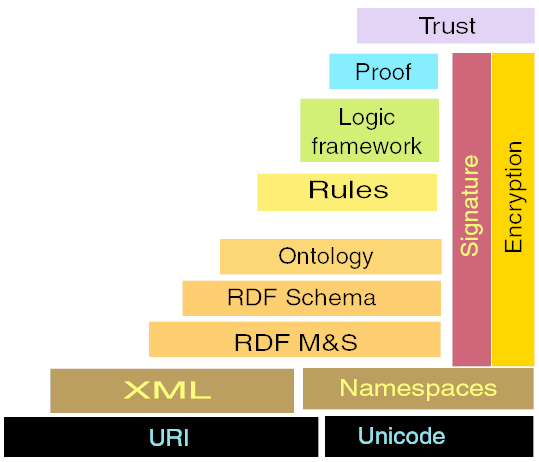 Trust
Proof
Logic
framework
Rules
Ontology
RDF Schema
RDF M&S
Signature
Encryption
XML
Namespaces
URI
Unicode